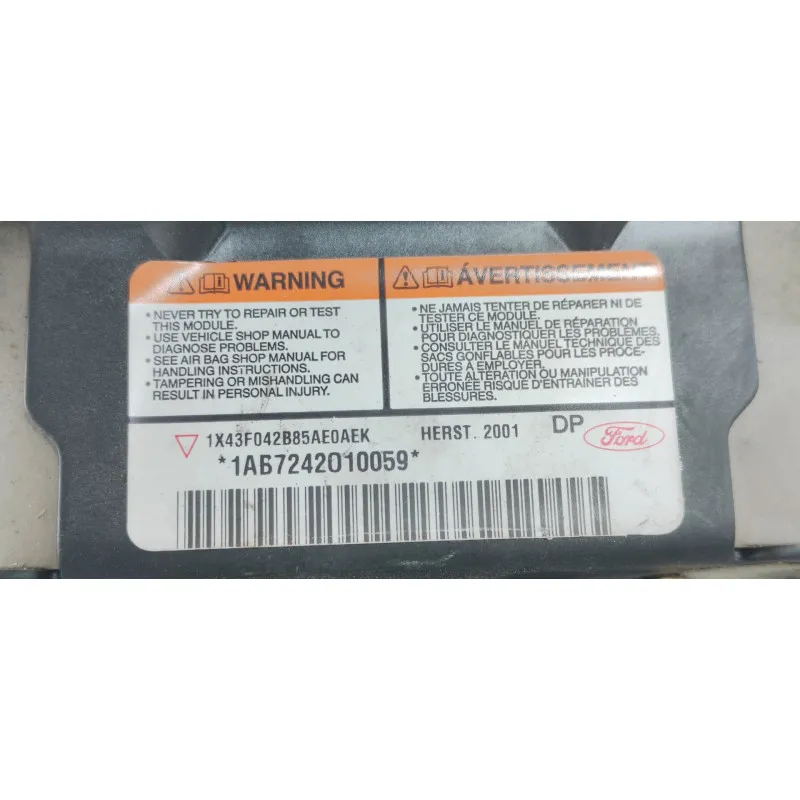 WARNING
• NEVER TRY TO REPAIR OR TEST
THIS MODULE.
• USE VEHICLE SHOP MANUAL TO
DIAGNOSE PROBLEMS.
• SEE AIR BAG SHOP MANUAL FOR
HANDLING INSTRUCTIONS.
• TAMPERING OR MISHANDLING CAN
RESULT IN PERSONAL INJURY.
ÁVERTISSEMENT
• NE JAMAIS TENTER DE RÉPARER NI DE
TESTER CE MODULE.
• UTILISER LE MANUEL DE RÉPARATION
POUR DIAGNOSTIQUER LES PROBLÈMES.
• CONSULTER LE MANUEL TECHNIQUE DES
SACS GONFLABLES POUR LES PROCE-
DURES À EMPLOYER.
• TOUTE ALTERATION OU MANIPULATION
ERRONÉE RISQUE D'ENTRAÎNER DES
BLESSURES.
1X43F042B85AE0AEK HERST. 2001 DP Ford
*1AB7242010059*